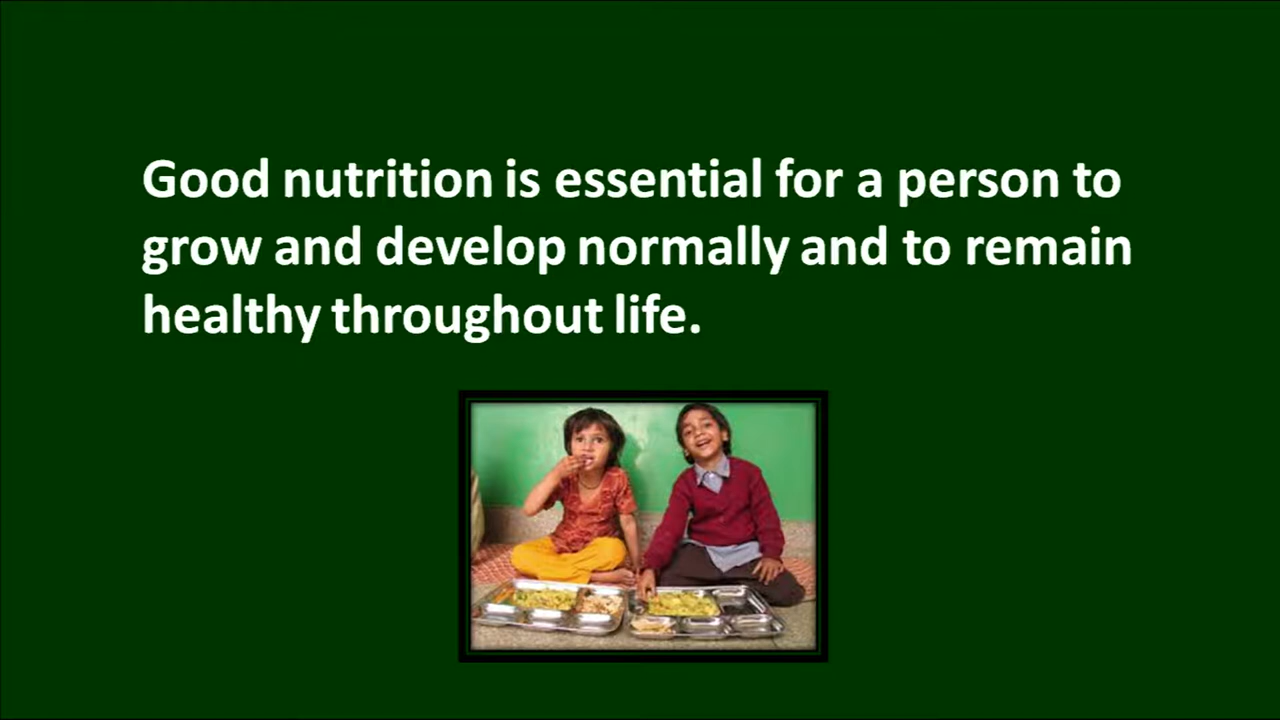 Good nutrition is essential for a person to
grow and develop normally and to remain
healthy throughout life.